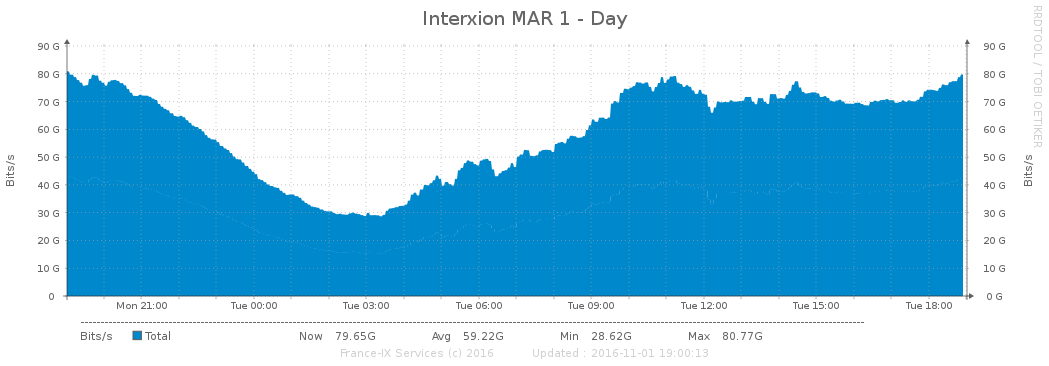 Interxion MAR 1 - Day
RRDTOOL / TOBI OETIKER
Bits/s
90 G 90 G
80 G 80 G
70 G 70 G
60 G 60 G
50 G 50 G
40 G 40 G
30 G 30 G
20 G 20 G
10 G 10 G
0 0 G
Bits/s
Mon 21:00 Tue 00:00 Tue 03:00 Tue 06:00 Tue 09:00 Tue 12:00 Tue 15:00 Tue 18:00
Bits/s Total Now 79.65G Avg 59.22G Min 28.62G Max 80.77G
France-IX Services (c) 2016 Updated : 2016-11-01 19:00:13